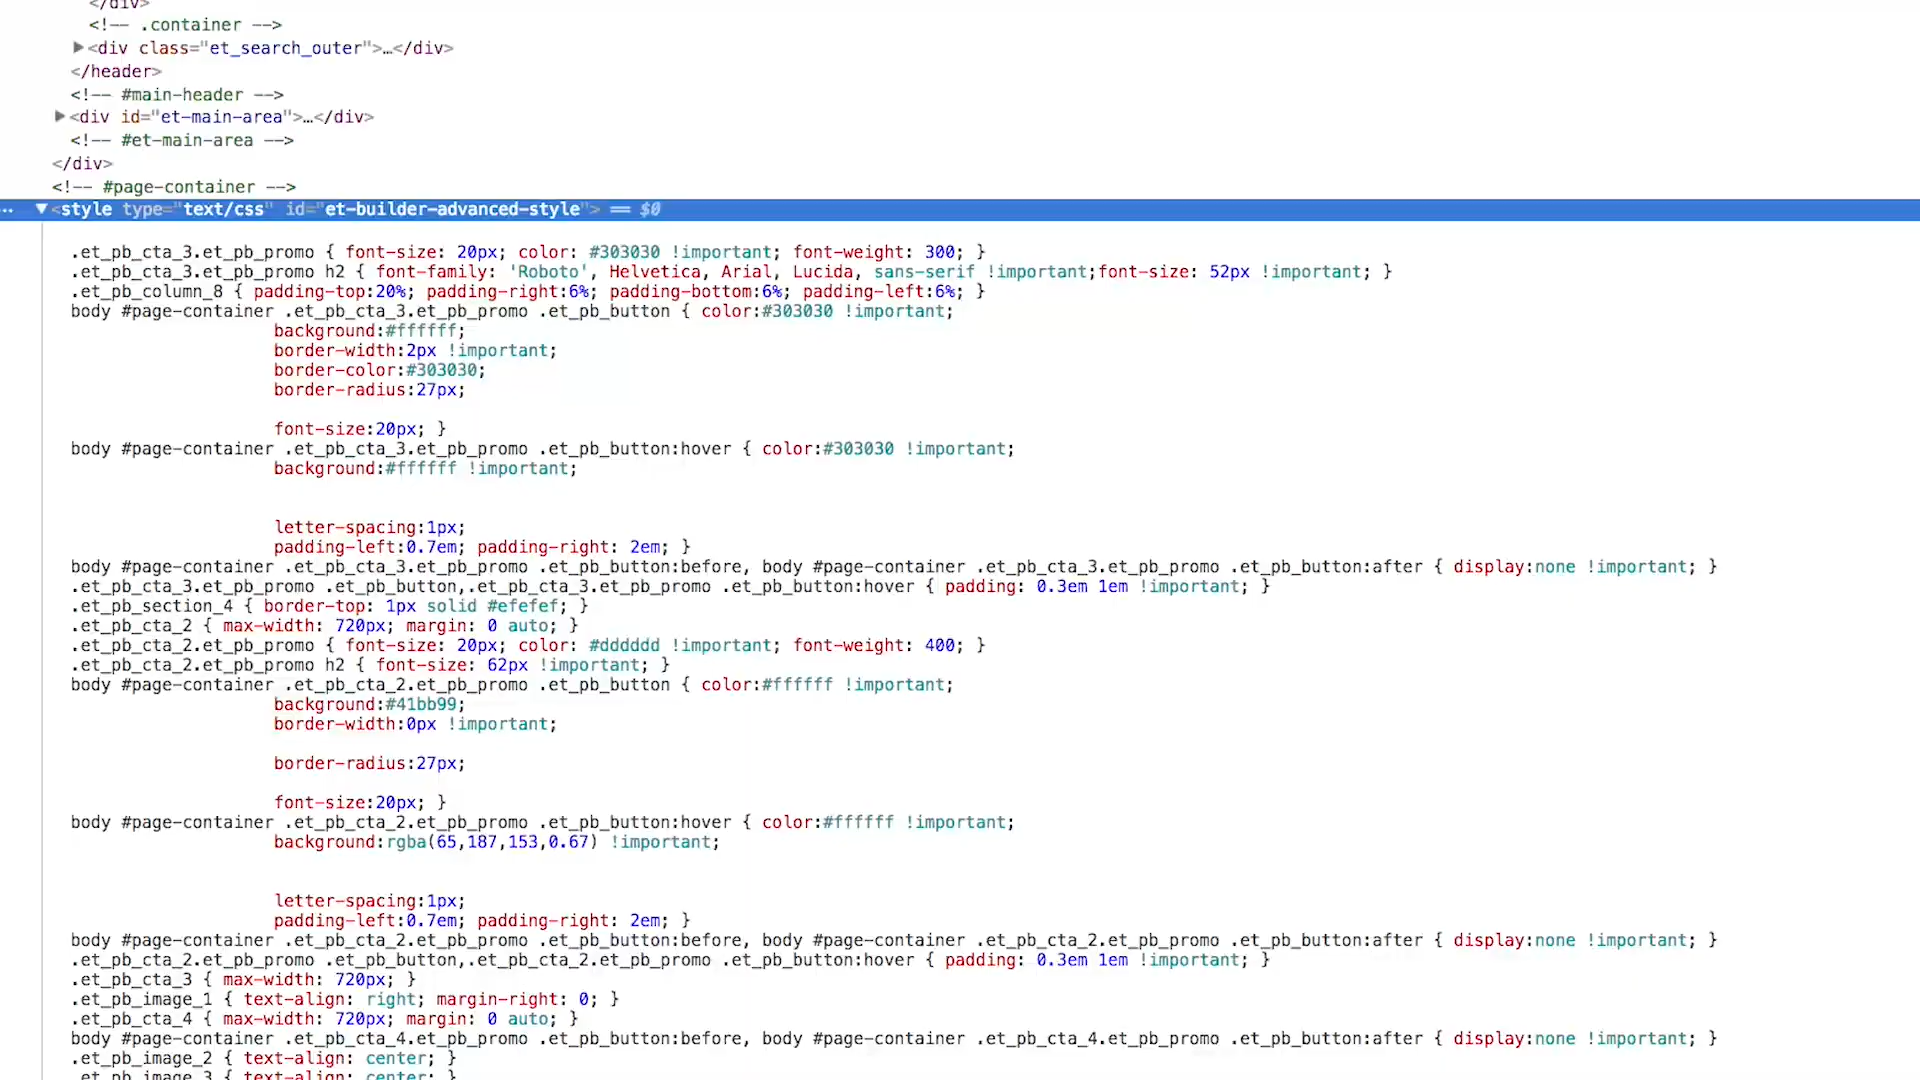 </div>
<!-- .container -->
▶<div class="et_search_outer">…</div>
</header>
<!-- #main-header -->
▶<div id="et-main-area">…</div>
<!-- #et-main-area -->
</div>
<!-- #page-container -->
… ▼<style type="text/css" id="et-builder-advanced-style"> == $0
.et_pb_cta_3.et_pb_promo { font-size: 20px; color: #303030 !important; font-weight: 300; }
.et_pb_cta_3.et_pb_promo h2 { font-family: 'Roboto', Helvetica, Arial, Lucida, sans-serif !important;font-size: 52px !important; }
.et_pb_column_8 { padding-top:20%; padding-right:6%; padding-bottom:6%; padding-left:6%; }
body #page-container .et_pb_cta_3.et_pb_promo .et_pb_button { color:#303030 !important;
background:#ffffff;
border-width:2px !important;
border-color:#303030;
border-radius:27px;
font-size:20px; }
body #page-container .et_pb_cta_3.et_pb_promo .et_pb_button:hover { color:#303030 !important;
background:#ffffff !important;
letter-spacing:1px;
padding-left:0.7em; padding-right: 2em; }
body #page-container .et_pb_cta_3.et_pb_promo .et_pb_button:before, body #page-container .et_pb_cta_3.et_pb_promo .et_pb_button:after { display:none !important; }
.et_pb_cta_3.et_pb_promo .et_pb_button,.et_pb_cta_3.et_pb_promo .et_pb_button:hover { padding: 0.3em 1em !important; }
.et_pb_section_4 { border-top: 1px solid #efefef; }
.et_pb_cta_2 { max-width: 720px; margin: 0 auto; }
.et_pb_cta_2.et_pb_promo { font-size: 20px; color: #dddddd !important; font-weight: 400; }
.et_pb_cta_2.et_pb_promo h2 { font-size: 62px !important; }
body #page-container .et_pb_cta_2.et_pb_promo .et_pb_button { color:#ffffff !important;
background:#41bb99;
border-width:0px !important;
border-radius:27px;
font-size:20px; }
body #page-container .et_pb_cta_2.et_pb_promo .et_pb_button:hover { color:#ffffff !important;
background:rgba(65,187,153,0.67) !important;
letter-spacing:1px;
padding-left:0.7em; padding-right: 2em; }
body #page-container .et_pb_cta_2.et_pb_promo .et_pb_button:before, body #page-container .et_pb_cta_2.et_pb_promo .et_pb_button:after { display:none !important; }
.et_pb_cta_2.et_pb_promo .et_pb_button,.et_pb_cta_2.et_pb_promo .et_pb_button:hover { padding: 0.3em 1em !important; }
.et_pb_cta_3 { max-width: 720px; }
.et_pb_image_1 { text-align: right; margin-right: 0; }
.et_pb_cta_4 { max-width: 720px; margin: 0 auto; }
body #page-container .et_pb_cta_4.et_pb_promo .et_pb_button:before, body #page-container .et_pb_cta_4.et_pb_promo .et_pb_button:after { display:none !important; }
.et_pb_image_2 { text-align: center; }
.et_pb_image_3 { text-align: center; }